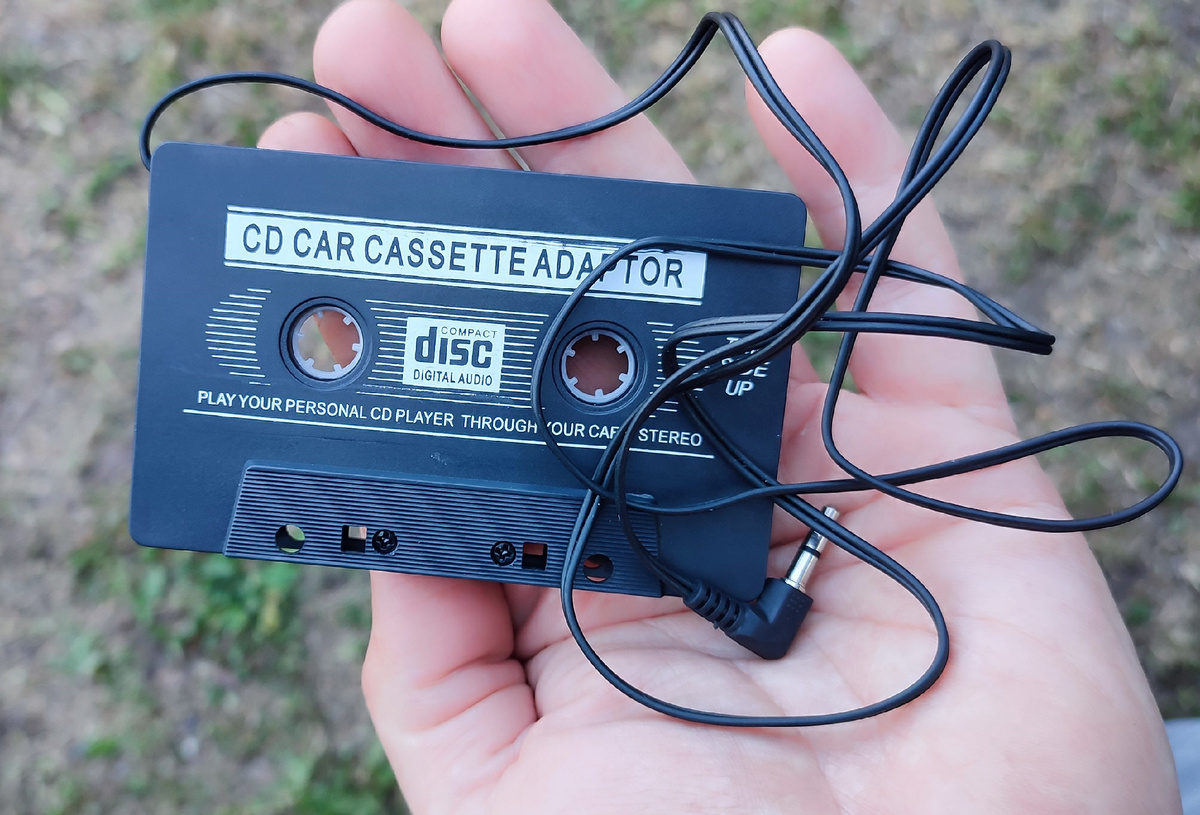 CD CAR CASSETTE ADAPTOR
COMPACT
disc
DIGITAL AUDIO
UP
PLAY YOUR PERSONAL CD PLAYER THROUGH YOUR CAR STEREO